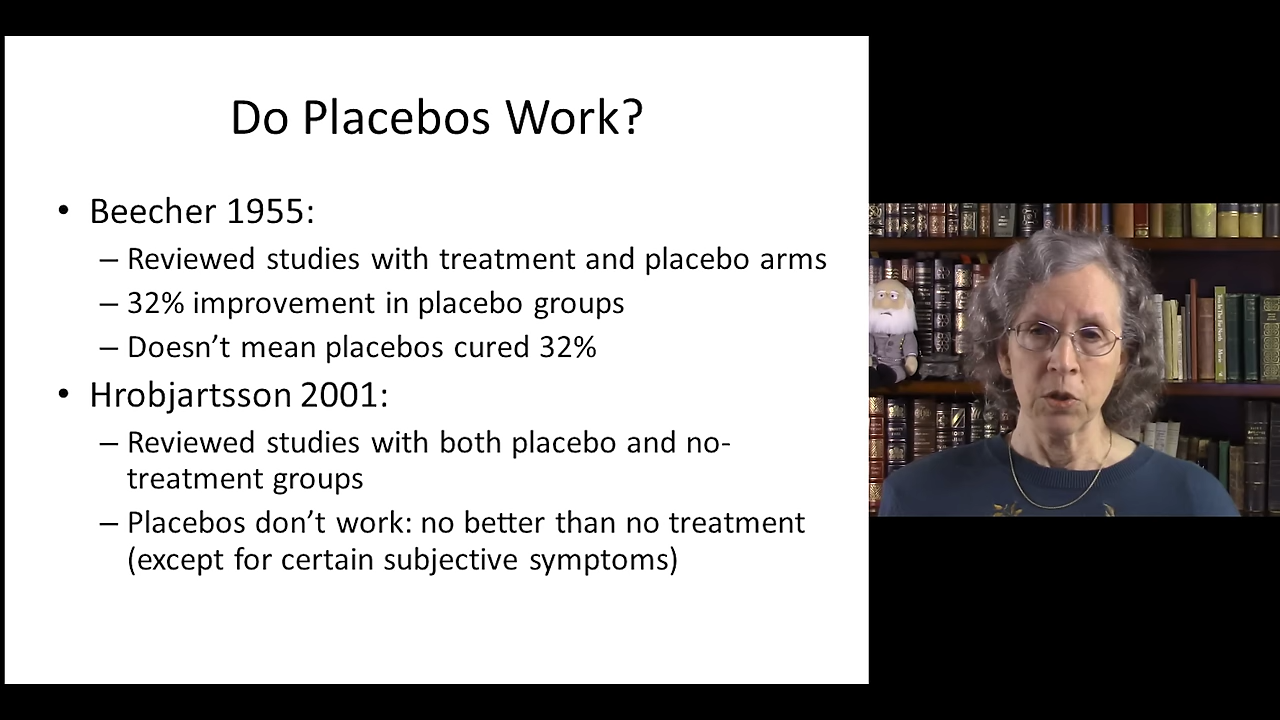 Do Placebos Work?
• Beecher 1955:
– Reviewed studies with treatment and placebo arms
– 32% improvement in placebo groups
– Doesn’t mean placebos cured 32%
• Hrobjartsson 2001:
– Reviewed studies with both placebo and no-
treatment groups
– Placebos don’t work: no better than no treatment
(except for certain subjective symptoms)